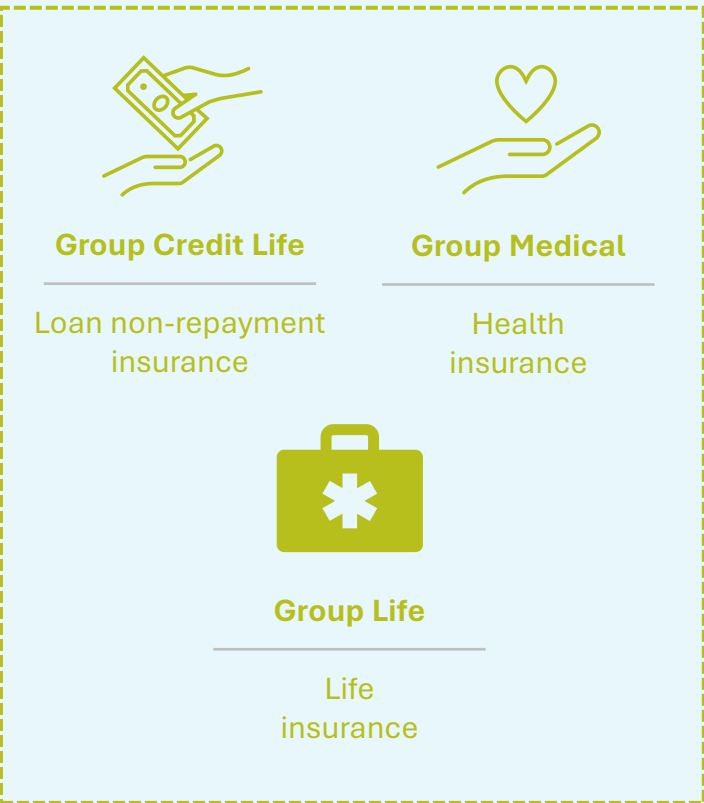 Group Credit Life
Loan non-repayment
insurance
Group Medical
Health
insurance
Group Life
Life
insurance